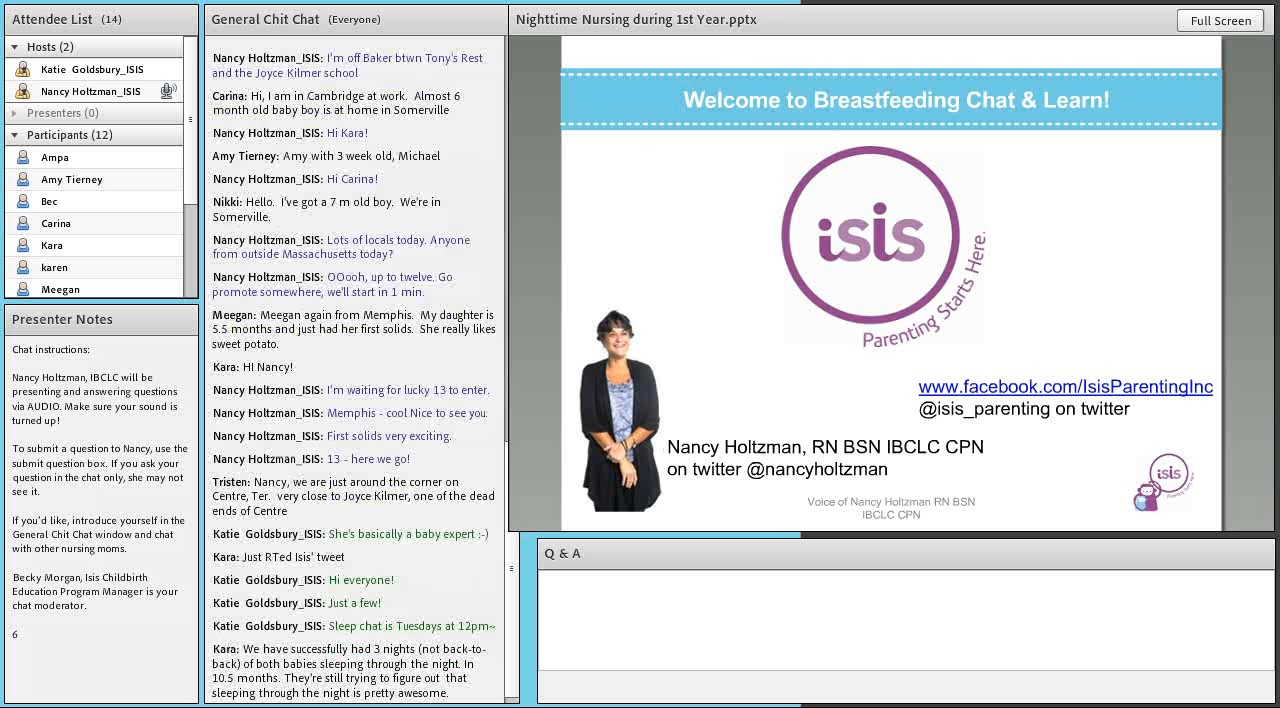 Attendee List (14)
Hosts (2)
Katie Goldsbury_ISIS
Nancy Holtzman_ISIS
Presenters (0)
Participants (12)
Ampa
Amy Tierney
Bec
Carina
Kara
karen
Meegan
Presenter Notes
Chat instructions:
Nancy Holtzman, IBCLC will be
presenting and answering questions
via AUDIO. Make sure your sound is
turned up!
To submit a question to Nancy, use the
submit question box. If you ask your
question in the chat only, she may not
see it.
If you'd like, introduce yourself in the
General Chit Chat window and chat
with other nursing moms.
Becky Morgan, Isis Childbirth
Education Program Manager is your
chat moderator.
6
General Chit Chat (Everyone)
Nancy Holtzman_ISIS: I'm off Baker btwn Tony's Rest
and the Joyce Kilmer school
Carina: Hi, I am in Cambridge at work. Almost 6
month old baby boy is at home in Somerville
Nancy Holtzman_ISIS: Hi Kara!
Amy Tierney: Amy with 3 week old, Michael
Nancy Holtzman_ISIS: Hi Carina!
Nikki: Hello. I've got a 7 m old boy. We're in
Somerville.
Nancy Holtzman_ISIS: Lots of locals today. Anyone
from outside Massachusetts today?
Nancy Holtzman_ISIS: OOooh, up to twelve. Go
promote somewhere, we'll start in 1 min.
Meegan: Meegan again from Memphis. My daughter is
5.5 months and just had her first solids. She really likes
sweet potato.
Kara: HI Nancy!
Nancy Holtzman_ISIS: I'm waiting for lucky 13 to enter.
Nancy Holtzman_ISIS: Memphis - cool Nice to see you.
Nancy Holtzman_ISIS: First solids very exciting.
Nancy Holtzman_ISIS: 13 - here we go!
Tristen: Nancy, we are just around the corner on
Centre, Ter. very close to Joyce Kilmer, one of the dead
ends of Centre
Katie Goldsbury_ISIS: She's basically a baby expert :-)
Kara: Just RTed Isis' tweet
Katie Goldsbury_ISIS: Hi everyone!
Katie Goldsbury_ISIS: Just a few!
Katie Goldsbury_ISIS: Sleep chat is Tuesdays at 12pm~
Kara: We have successfully had 3 nights (not back-to-
back) of both babies sleeping through the night. In
10.5 months. They're still trying to figure out that
sleeping through the night is pretty awesome.
Nighttime Nursing during 1st Year.pptx
Full Screen
Welcome to Breastfeeding Chat & Learn!
isis
Parenting Starts Here.
www.facebook.com/IsisParentingInc
@isis_parenting on twitter
Nancy Holtzman, RN BSN IBCLC CPN
on twitter @nancyholtzman
Voice of Nancy Holtzman RN BSN
IBCLC CPN
isis
Q & A